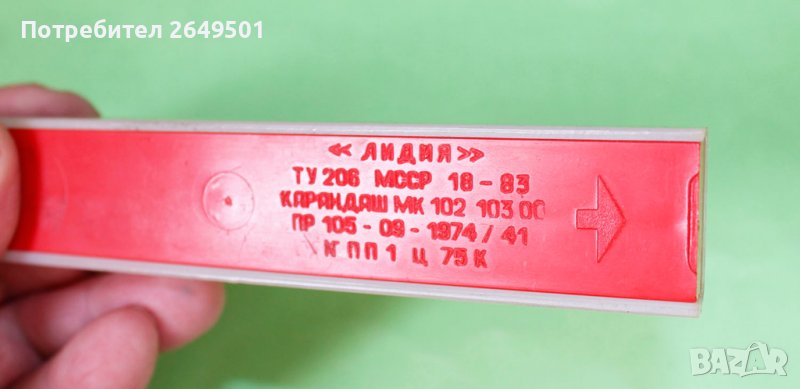 Потребител 2649501
« ЛИДИЯ »
ТУ 206 МССР 18 - 83
КАРАНДАШ МК 102 103 00
ПР 105 - 09 - 1974 / 41
К П П 1 Ц 75 К
BAZAR